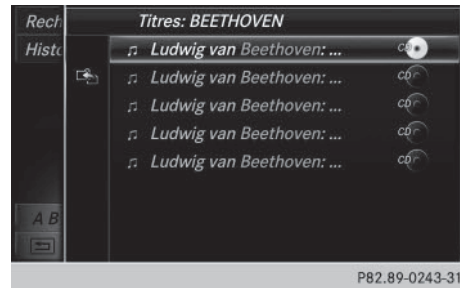 Rech
Titres: BEETHOVEN
Histo
Ludwig van Beethoven: ... CD
Ludwig van Beethoven: ... CD
Ludwig van Beethoven: ... CD
Ludwig van Beethoven: ... CD
Ludwig van Beethoven: ... CD
A B
P82.89-0243-31